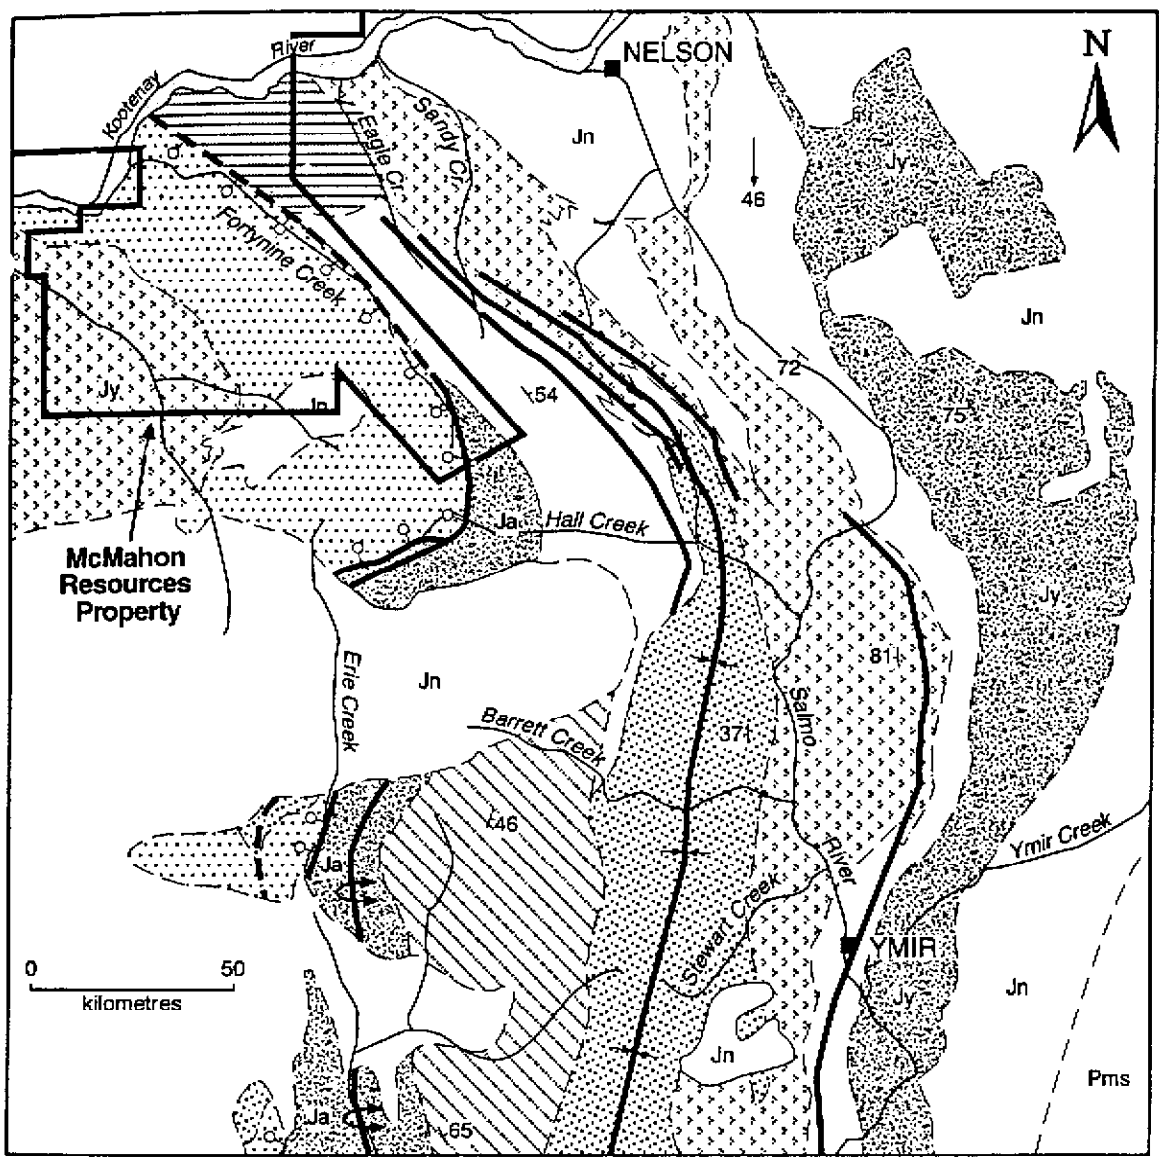 River
NELSON
N
Kootenay
Eagle Cr.
Sandy Cr.
Jn
Jy
46
Fortynine Creek
Jn
72
Jy
Jn
54
75
Ja
Hall Creek
McMahon
Resources
Property
Jy
81
Erie Creek
Jn
Salmo
Barrett Creek
37
46
River
Ymir Creek
Ja
Stewart Creek
YMIR
0 50
kilometres
Jy
Jn
Jn
Pms
Ja
65